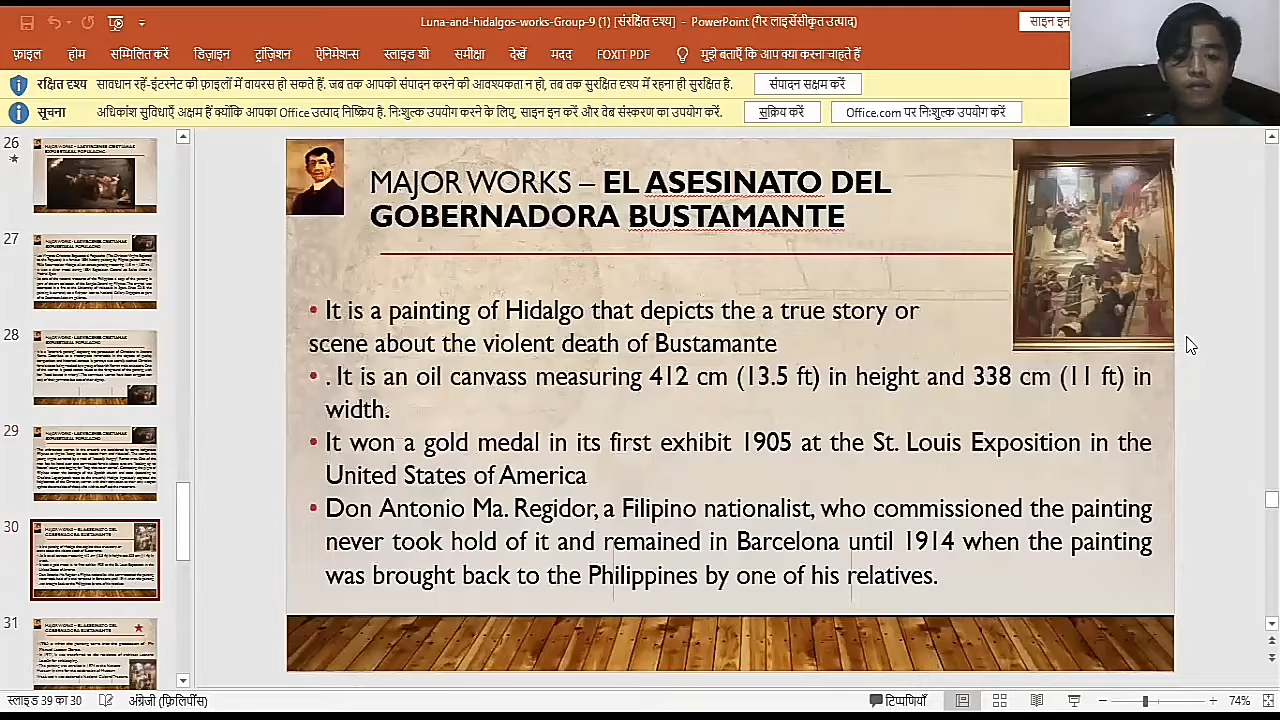 Luna-and-hidalgos-works-Group-9 (1) [संरक्षित दृश्य] - PowerPoint (गैर लाइसेंसीकृत उत्पाद)
साइन इन
फ़ाइल होम सम्मिलित करें डिज़ाइन ट्रांज़िशन ऐनिमेशन्स स्लाइड शो समीक्षा देखें मदद FOXIT PDF मुझे बताएँ कि आप क्या करना चाहते हैं
रक्षित दृश्य सावधान रहें-इंटरनेट की फ़ाइलों में वायरस हो सकते हैं. जब तक आपको संपादन करने की आवश्यकता न हो, तब तक सुरक्षित दृश्य में रहना ही सुरक्षित है. संपादन सक्षम करें
सूचना अधिकांश सुविधाएँ अक्षम हैं क्योंकि आपका Office उत्पाद निष्क्रिय है. निःशुल्क उपयोग करने के लिए, साइन इन करें और वेब संस्करण का उपयोग करें. सक्रिय करें Office.com पर निःशुल्क उपयोग करें
26
27
28
29
30
31
MAJOR WORKS – EL ASESINATO DEL
GOBERNADORA BUSTAMANTE
• It is a painting of Hidalgo that depicts the a true story or
scene about the violent death of Bustamante
• . It is an oil canvass measuring 412 cm (13.5 ft) in height and 338 cm (11 ft) in
width.
• It won a gold medal in its first exhibit 1905 at the St. Louis Exposition in the
United States of America
• Don Antonio Ma. Regidor, a Filipino nationalist, who commissioned the painting
never took hold of it and remained in Barcelona until 1914 when the painting
was brought back to the Philippines by one of his relatives.
स्लाइड 39 का 30 अंग्रेज़ी (फ़िलिपींस) टिप्पणियाँ 74%